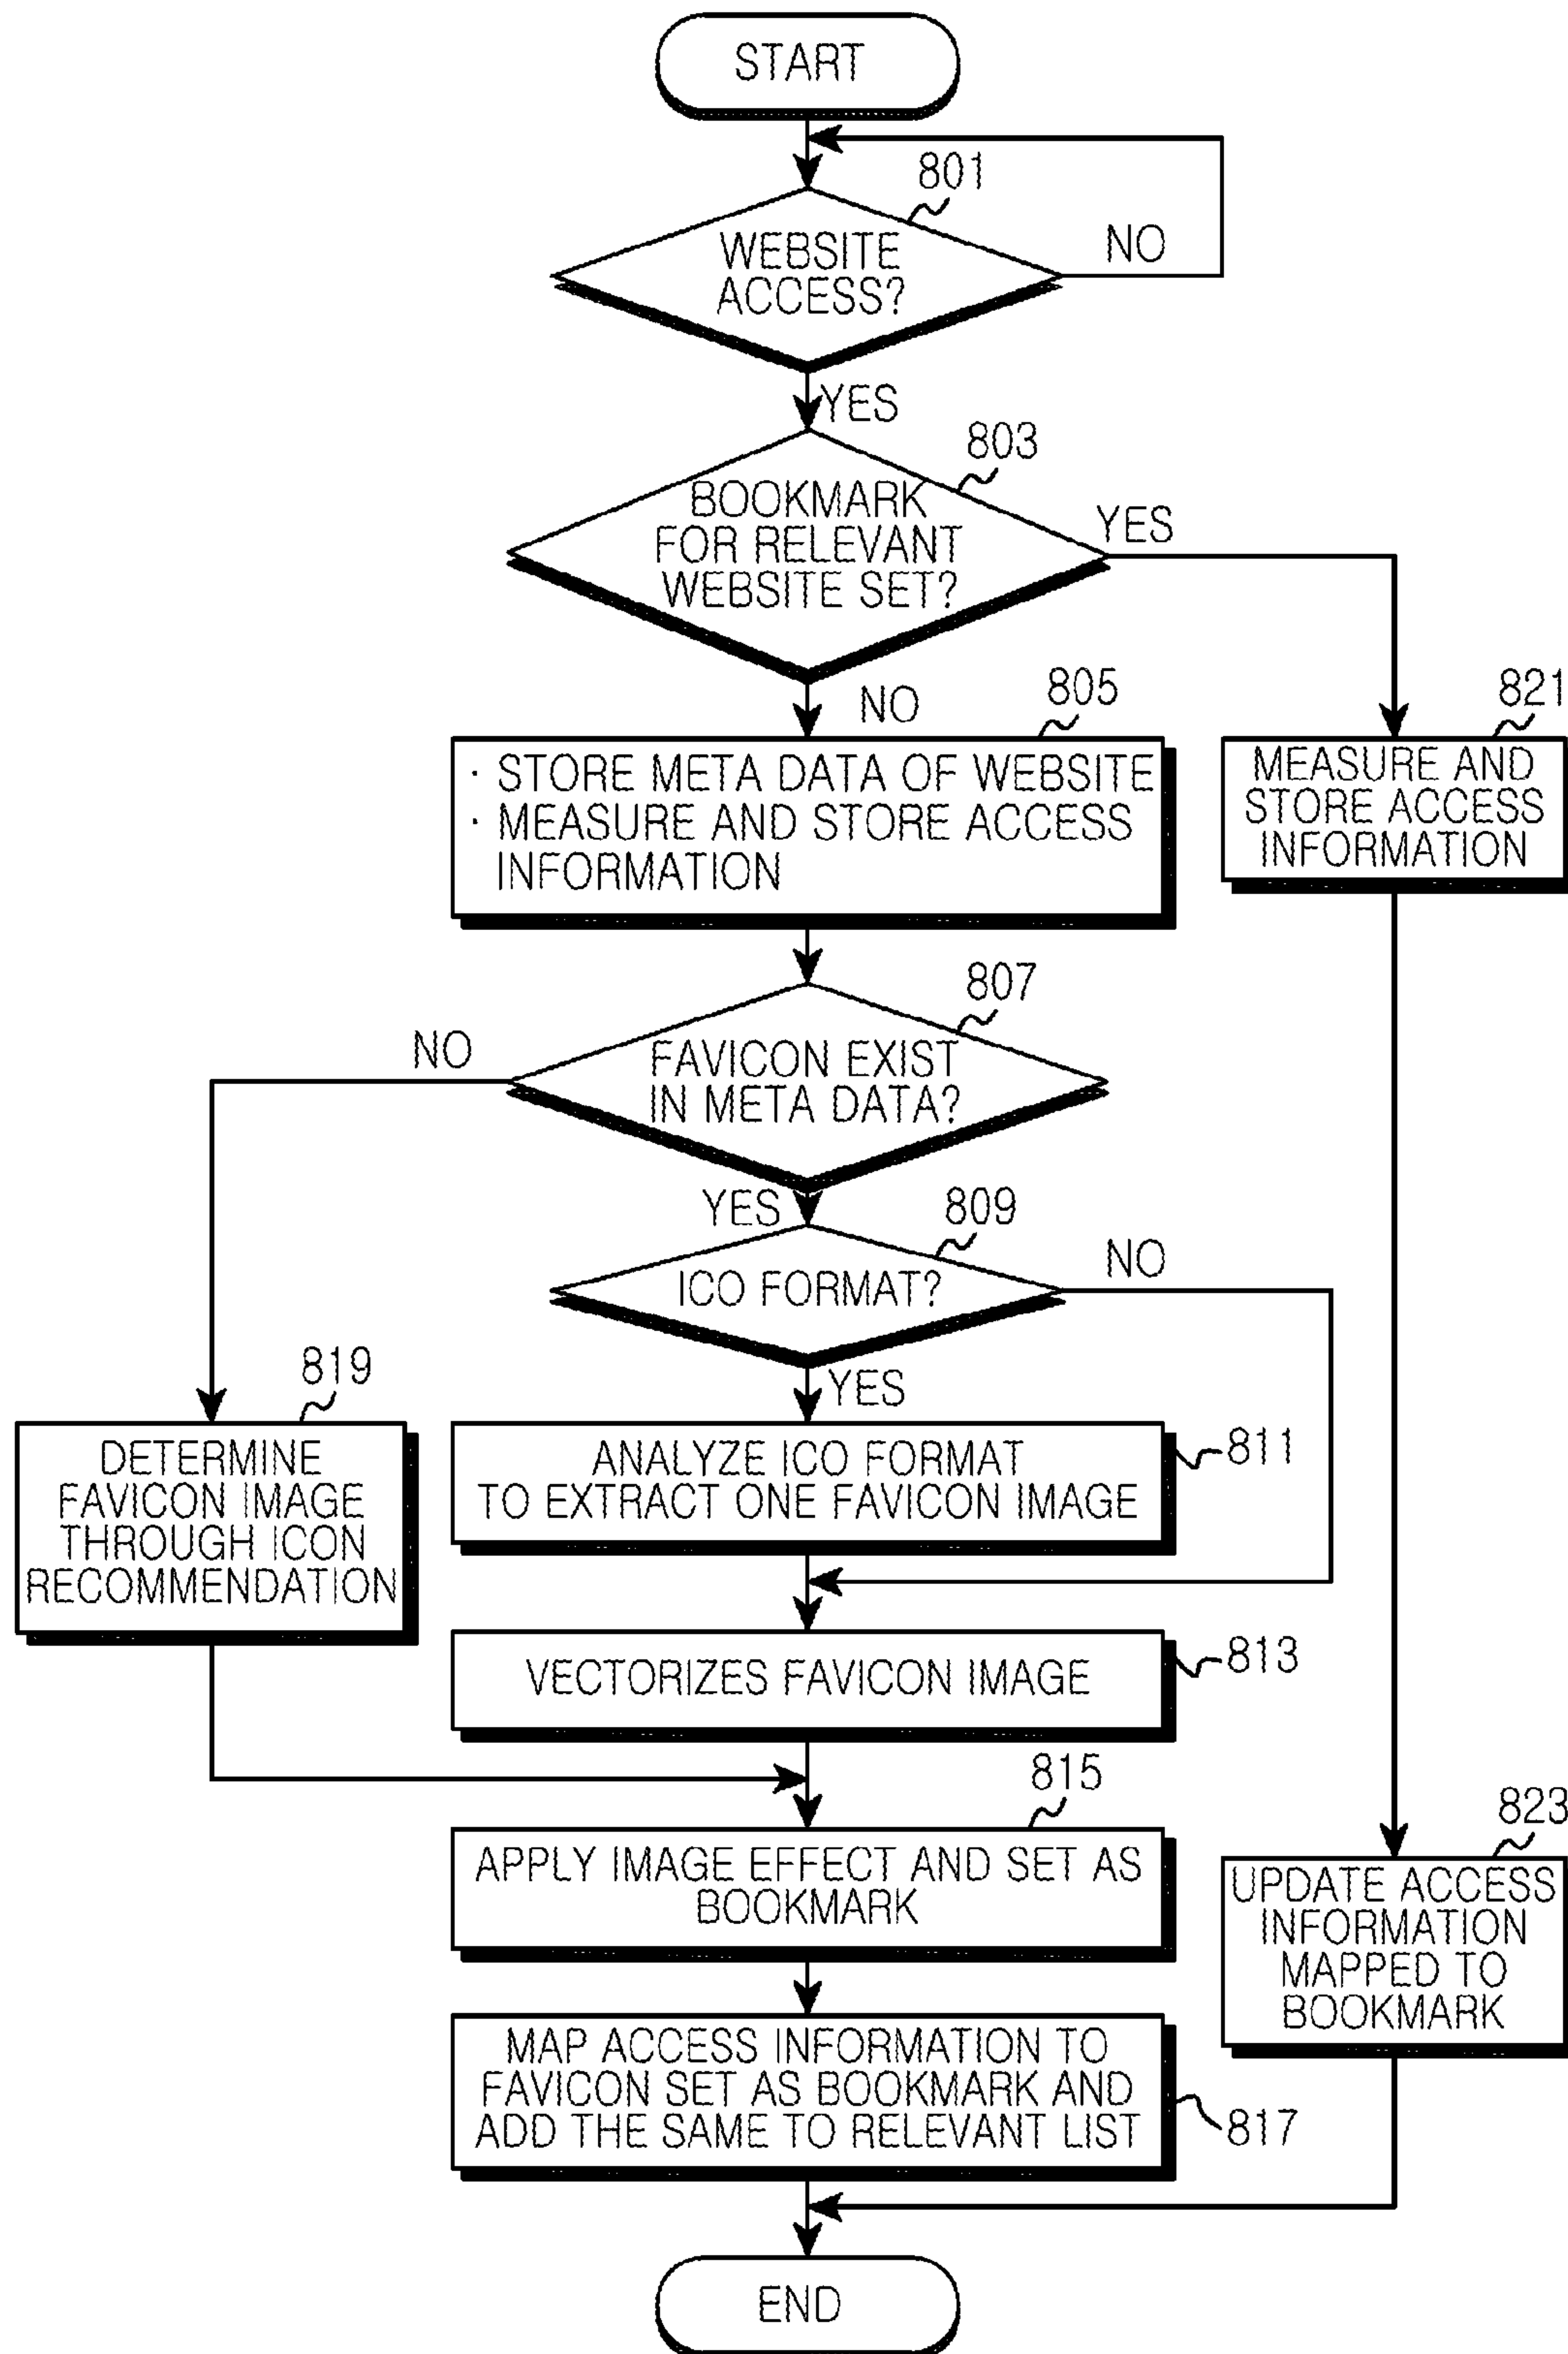 START
801
WEBSITE
ACCESS?
NO
YES
803
BOOKMARK
FOR RELEVANT
WEBSITE SET?
YES
NO
805
· STORE META DATA OF WEBSITE
· MEASURE AND STORE ACCESS
INFORMATION
821
MEASURE AND
STORE ACCESS
INFORMATION
807
FAVICON EXIST
IN META DATA?
NO
YES
809
ICO FORMAT?
NO
YES
819
DETERMINE
FAVICON IMAGE
THROUGH ICON
RECOMMENDATION
ANALYZE ICO FORMAT
TO EXTRACT ONE FAVICON IMAGE
811
VECTORIZES FAVICON IMAGE
813
815
APPLY IMAGE EFFECT AND SET AS
BOOKMARK
823
UPDATE ACCESS
INFORMATION
MAPPED TO
BOOKMARK
MAP ACCESS INFORMATION TO
FAVICON SET AS BOOKMARK AND
ADD THE SAME TO RELEVANT LIST
817
END